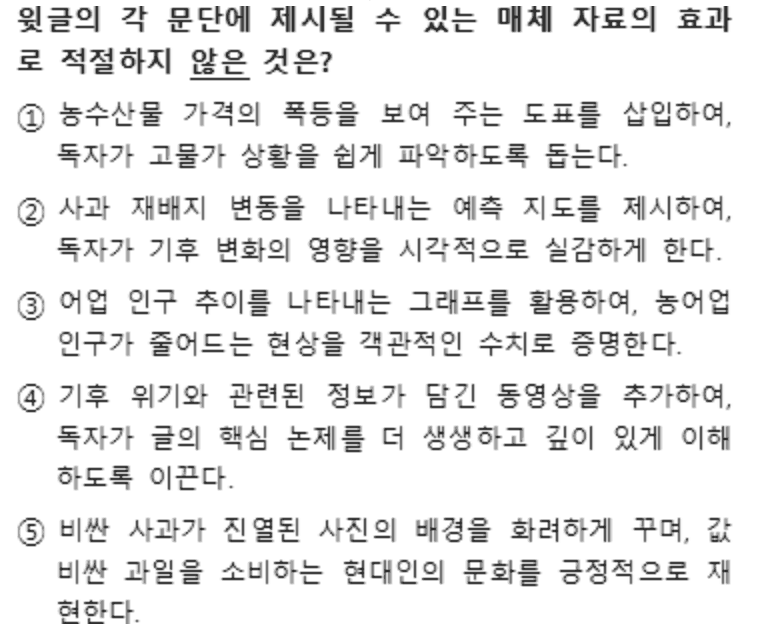 윗글의 각 문단에 제시될 수 있는 매체 자료의 효과
로 적절하지 않은 것은?
① 농수산물 가격의 폭등을 보여 주는 도표를 삽입하여,
독자가 고물가 상황을 쉽게 파악하도록 돕는다.
② 사과 재배지 변동을 나타내는 예측 지도를 제시하여,
독자가 기후 변화의 영향을 시각적으로 실감하게 한다.
③ 어업 인구 추이를 나타내는 그래프를 활용하여, 농어업
인구가 줄어드는 현상을 객관적인 수치로 증명한다.
④ 기후 위기와 관련된 정보가 담긴 동영상을 추가하여,
독자가 글의 핵심 논제를 더 생생하고 깊이 있게 이해
하도록 이끈다.
⑤ 비싼 사과가 진열된 사진의 배경을 화려하게 꾸며, 값
비싼 과일을 소비하는 현대인의 문화를 긍정적으로 재
현한다.